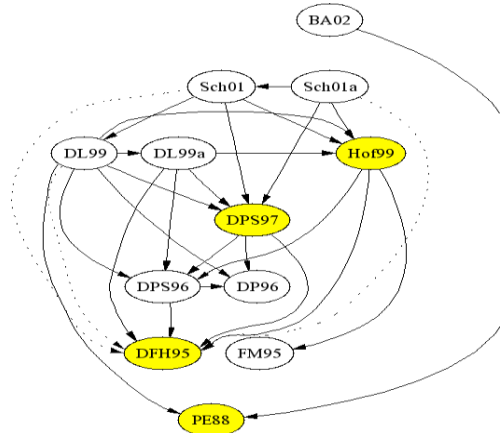 BA02
Sch01 Sch01a
DL99 DL99a Hof99
DPS97
DPS96 DP96
DFH95 FM95
PE88